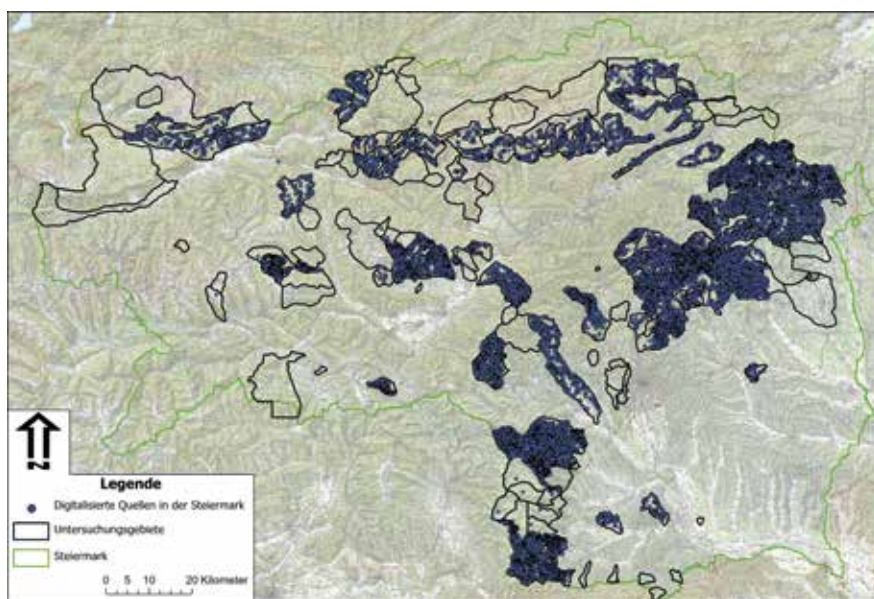 N
Legende
Digitalisierte Quellen in der Steiermark
Untersuchungsgebiete
Steiermark
0 5 10 20 Kilometer